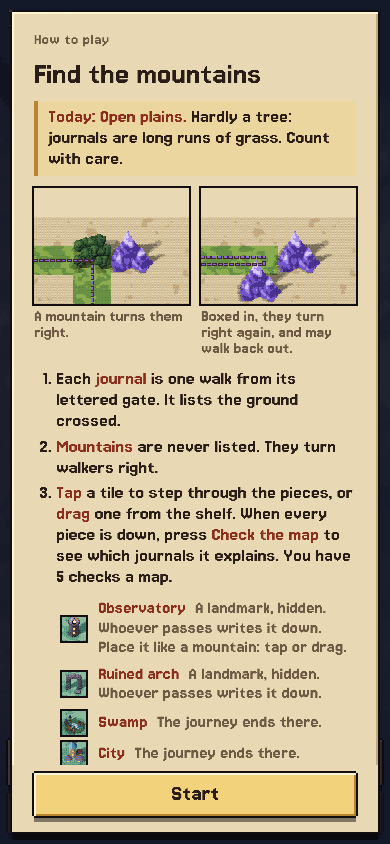 How to play
Find the mountains
Today: Open plains. Hardly a tree:
journals are long runs of grass. Count
with care.
A mountain turns them
right.
Boxed in, they turn
right again, and may
walk back out.
1. Each journal is one walk from its
lettered gate. It lists the ground
crossed.
2. Mountains are never listed. They turn
walkers right.
3. Tap a tile to step through the pieces, or
drag one from the shelf. When every
piece is down, press Check the map to
see which journals it explains. You have
5 checks a map.
Observatory A landmark, hidden.
Whoever passes writes it down.
Place it like a mountain: tap or drag.
Ruined arch A landmark, hidden.
Whoever passes writes it down.
Swamp The journey ends there.
City The journey ends there.
Start